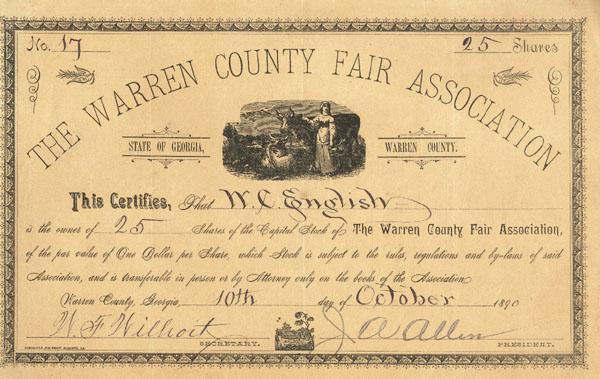 No. 17
25 Shares
THE WARREN COUNTY FAIR ASSOCIATION
STATE OF GEORGIA,
WARREN COUNTY.
This Certifies, That W. C. English
is the owner of 25 Shares of the Capital Stock of The Warren County Fair Association,
of the par value of One Dollar per Share, which Stock is subject to the rules, regulations and by-laws of said
Association, and is transferable in person or by Attorney only on the books of the Association
Warren County, Georgia, 10th day of October 1890
W. F. Wilhoit
J A Allen
SECRETARY.
PRESIDENT.